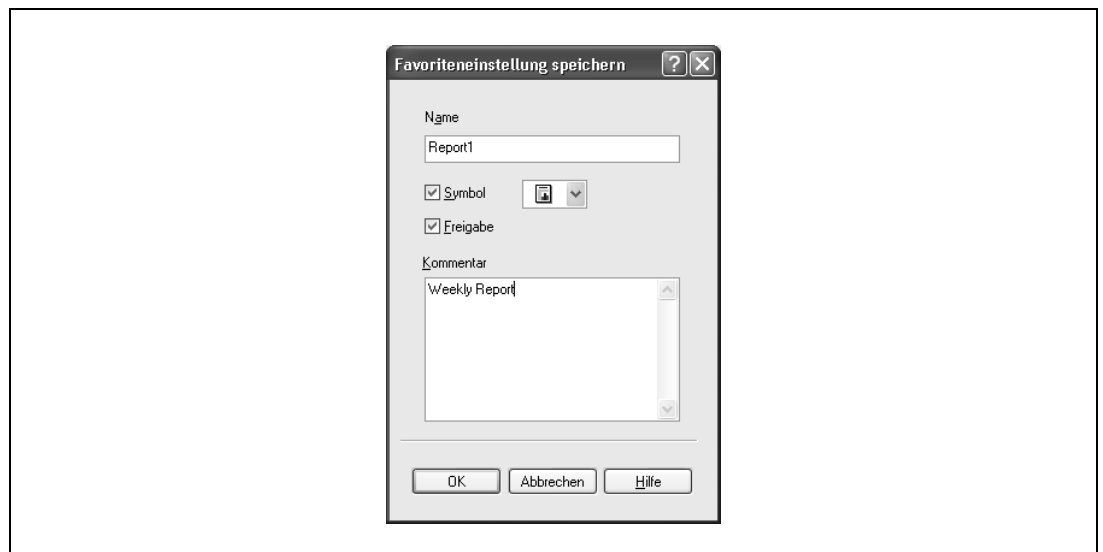 Favoriteneinstellung speichern
Name
Report1
Symbol
Freigabe
Kommentar
Weekly Report
OK Abbrechen Hilfe